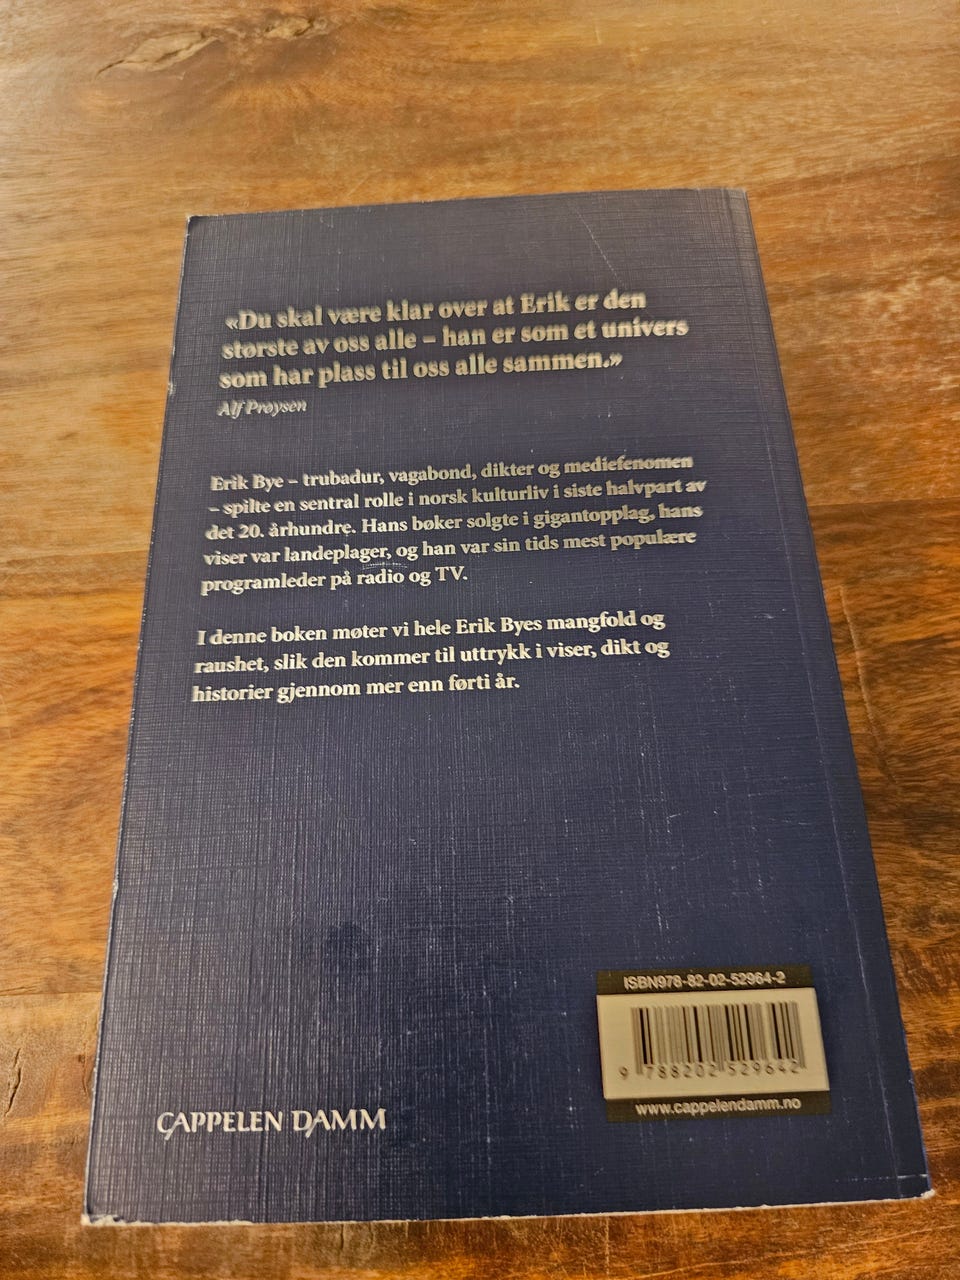 «Du skal være klar over at Erik er den
største av oss alle – han er som et univers
som har plass til oss alle sammen.»
Alf Prøysen
Erik Bye – trubadur, vagabond, dikter og mediefenomen
– spilte en sentral rolle i norsk kulturliv i siste halvpart av
det 20. århundre. Hans bøker solgte i gigantopplag, hans
viser var landeplager, og han var sin tids mest populære
programleder på radio og TV.
I denne boken møter vi hele Erik Byes mangfold og
raushet, slik den kommer til uttrykk i viser, dikt og
historier gjennom mer enn førti år.
ISBN978-82-02-52964-2
9 788202 529642
www.cappelendamm.no
CAPPELEN DAMM